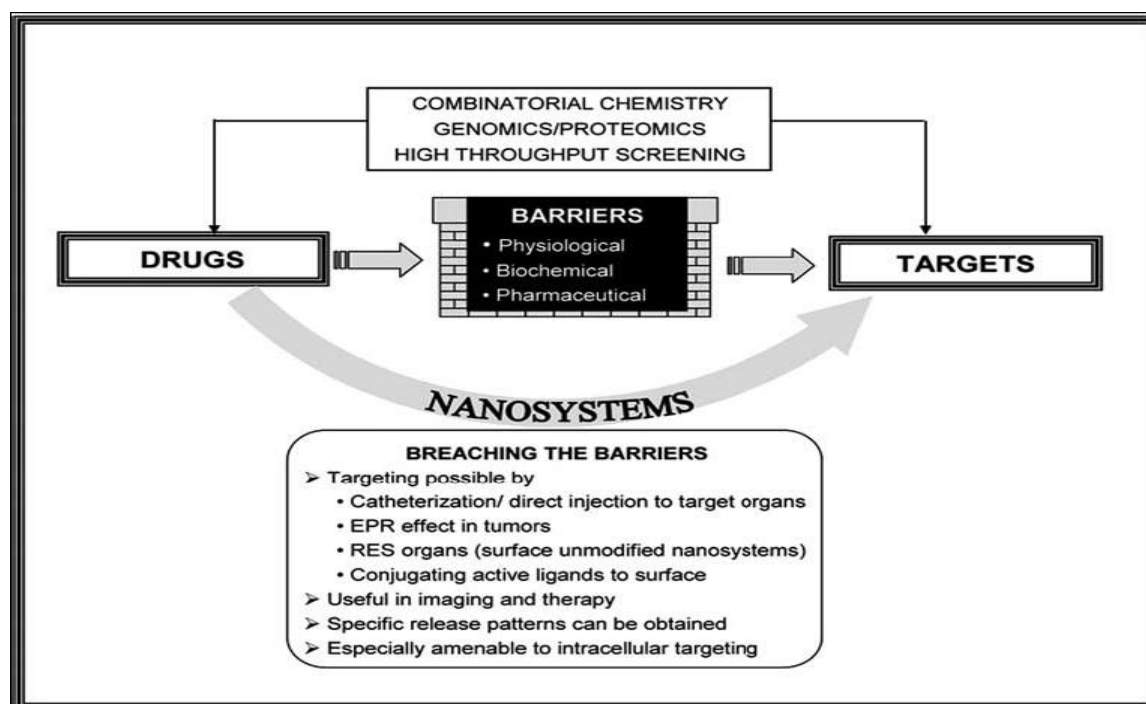 COMBINATORIAL CHEMISTRY
GENOMICS/PROTEOMICS
HIGH THROUGHPUT SCREENING
DRUGS
BARRIERS
• Physiological
• Biochemical
• Pharmaceutical
TARGETS
NANOSYSTEMS
BREACHING THE BARRIERS
➢ Targeting possible by
• Catheterization/ direct injection to target organs
• EPR effect in tumors
• RES organs (surface unmodified nanosystems)
• Conjugating active ligands to surface
➢ Useful in imaging and therapy
➢ Specific release patterns can be obtained
➢ Especially amenable to intracellular targeting